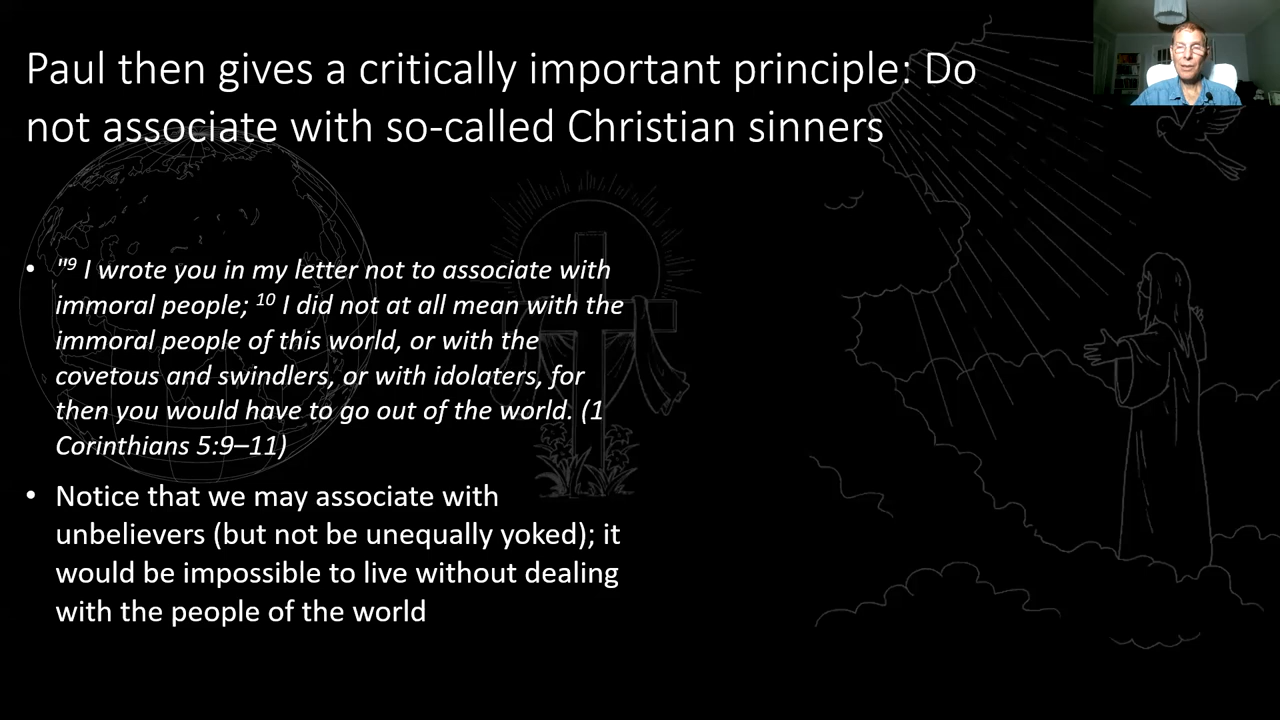 Paul then gives a critically important principle: Do
not associate with so-called Christian sinners
• "9 I wrote you in my letter not to associate with
immoral people; 10 I did not at all mean with the
immoral people of this world, or with the
covetous and swindlers, or with idolaters, for
then you would have to go out of the world. (1
Corinthians 5:9–11)
• Notice that we may associate with
unbelievers (but not be unequally yoked); it
would be impossible to live without dealing
with the people of the world